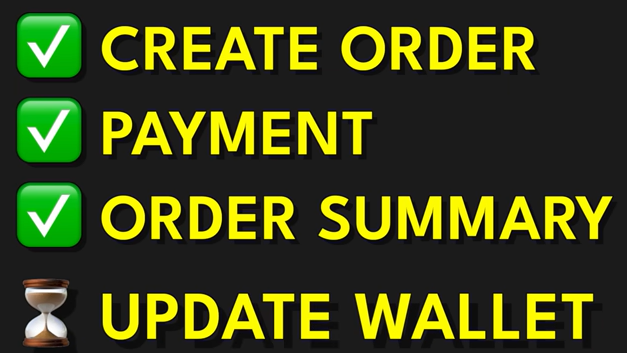 CREATE ORDER
PAYMENT
ORDER SUMMARY
UPDATE WALLET